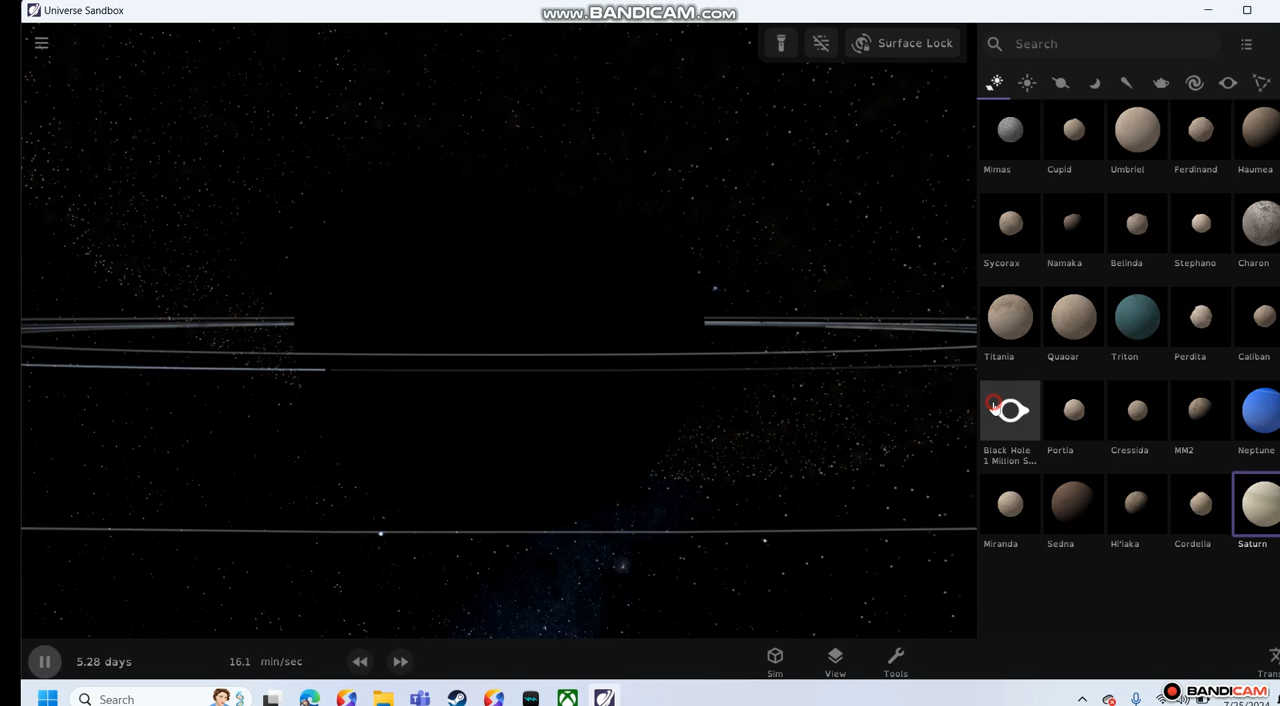 Universe Sandbox
www.BANDICAM.com
Surface Lock
Search
Mimas
Cupid
Umbriel
Ferdinand
Haumea
Sycorax
Namaka
Belinda
Stephano
Charon
Titania
Quaoar
Triton
Perdita
Caliban
Black Hole
1 Million S...
Portia
Cressida
MM2
Neptune
Miranda
Sedna
Hi'iaka
Cordelia
Saturn
5.28 days
16.1 min/sec
Sim
View
Tools
Search
BANDICAM
7/25/2024